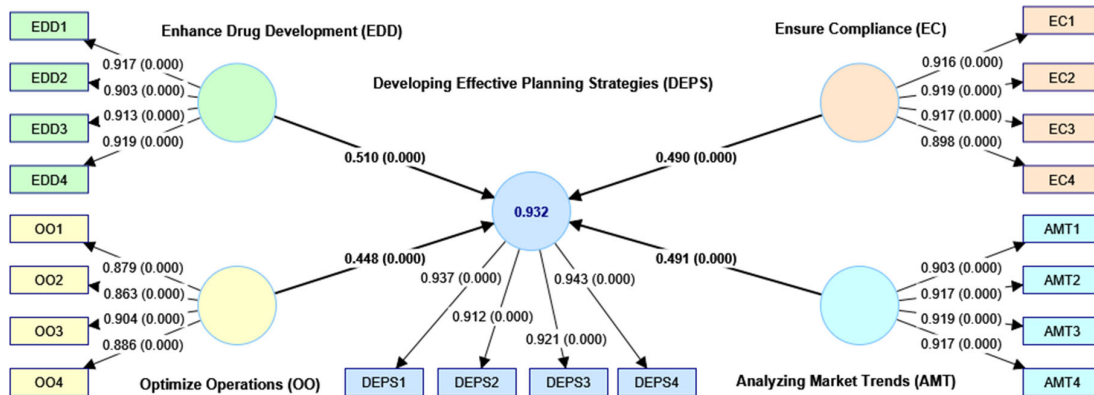 EDD1
Enhance Drug Development (EDD)
Ensure Compliance (EC)
EC1
0.917 (0.000)
0.916 (0.000)
EDD2
Developing Effective Planning Strategies (DEPS)
EC2
0.903 (0.000)
0.919 (0.000)
EDD3
0.913 (0.000)
0.917 (0.000)
EC3
0.919 (0.000)
0.898 (0.000)
EDD4
0.510 (0.000)
0.490 (0.000)
EC4
0.932
OO1
AMT1
0.879 (0.000)
0.448 (0.000)
0.491 (0.000)
0.903 (0.000)
OO2
0.937 (0.000)
0.943 (0.000)
AMT2
0.863 (0.000)
0.917 (0.000)
OO3
0.904 (0.000)
0.912 (0.000)
0.919 (0.000)
AMT3
0.886 (0.000)
0.921 (0.000)
0.917 (0.000)
OO4
Optimize Operations (OO)
DEPS1
DEPS2
DEPS3
DEPS4
Analyzing Market Trends (AMT)
AMT4